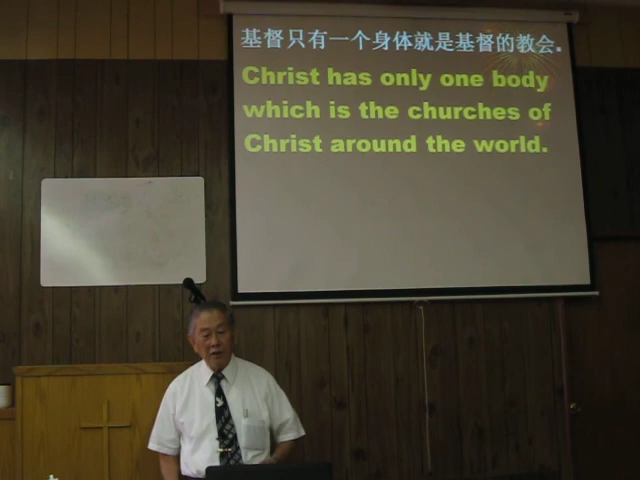 基督只有一个身体就是基督的教会.
Christ has only one body
which is the churches of
Christ around the world.